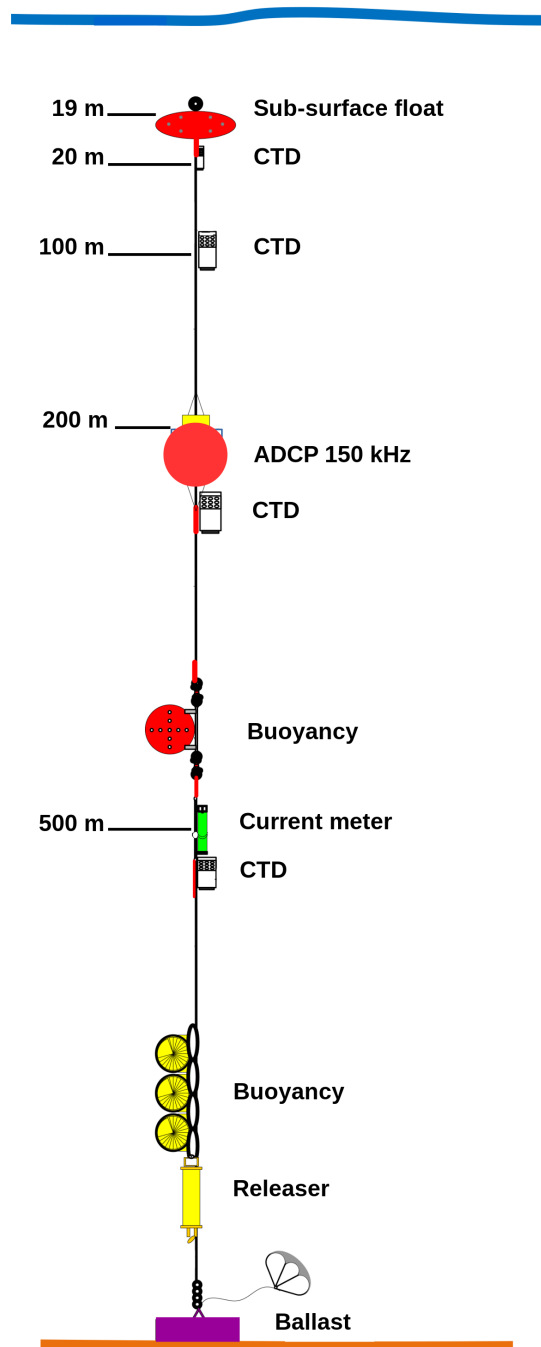 19 m
Sub-surface float
20 m
CTD
100 m
CTD
200 m
ADCP 150 kHz
CTD
Buoyancy
500 m
Current meter
CTD
Buoyancy
Releaser
Ballast